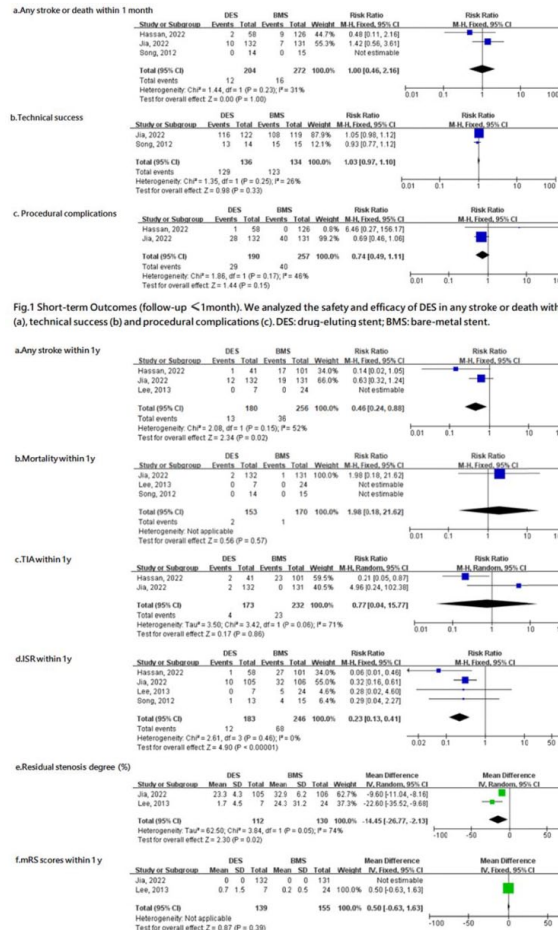 a.Any stroke or death within 1 month
DES BMS Risk Ratio Risk Ratio
Study or Subgroup Events Total Events Total Weight M-H, Fixed, 95% CI M-H, Fixed, 95% CI
Hassan, 2022 2 58 9 126 44.7% 0.48 [0.11, 2.16]
Jia, 2022 10 132 7 131 55.3% 1.42 [0.56, 3.61]
Song, 2012 0 14 0 15 Not estimable
Total (95% CI) 204 272 100.0% 1.00 [0.46, 2.16]
Total events 12 16
Heterogeneity: Chi² = 1.44, df = 1 (P = 0.23); I² = 31%
Test for overall effect: Z = 0.00 (P = 1.00)
0.01 0.1 1 10 100
b.Technical success
DES BMS Risk Ratio Risk Ratio
Study or Subgroup Events Total Events Total Weight M-H, Fixed, 95% CI M-H, Fixed, 95% CI
Jia, 2022 116 122 108 119 87.9% 1.05 [0.98, 1.12]
Song, 2012 13 14 15 15 12.1% 0.93 [0.77, 1.12]
Total (95% CI) 136 134 100.0% 1.03 [0.97, 1.10]
Total events 129 123
Heterogeneity: Chi² = 1.35, df = 1 (P = 0.25); I² = 26%
Test for overall effect: Z = 0.98 (P = 0.33)
0.01 0.1 1 10
c. Procedural complications
DES BMS Risk Ratio Risk Ratio
Study or Subgroup Events Total Events Total Weight M-H, Fixed, 95% CI M-H, Fixed, 95% CI
Hassan, 2022 1 58 0 126 0.8% 6.46 [0.27, 156.17]
Jia, 2022 28 132 40 131 99.2% 0.69 [0.46, 1.06]
Total (95% CI) 190 257 100.0% 0.74 [0.49, 1.11]
Total events 29 40
Heterogeneity: Chi² = 1.86, df = 1 (P = 0.17); I² = 46%
Test for overall effect: Z = 1.44 (P = 0.15)
0.01 0.1 1 10
Fig.1 Short-term Outcomes (follow-up ≤1month). We analyzed the safety and efficacy of DES in any stroke or death with
(a), technical success (b) and procedural complications (c). DES: drug-eluting stent; BMS: bare-metal stent.
a.Any stroke within 1y
DES BMS Risk Ratio Risk Ratio
Study or Subgroup Events Total Events Total Weight M-H, Fixed, 95% CI M-H, Fixed, 95% CI
Hassan, 2022 1 41 17 101 34.0% 0.14 [0.02, 1.05]
Jia, 2022 12 132 19 131 66.0% 0.63 [0.32, 1.24]
Lee, 2013 0 7 0 24 Not estimable
Total (95% CI) 180 256 100.0% 0.46 [0.24, 0.88]
Total events 13 36
Heterogeneity: Chi² = 2.08, df = 1 (P = 0.15); I² = 52%
Test for overall effect: Z = 2.34 (P = 0.02)
0.01 0.1 1 10
b.Mortality within 1y
DES BMS Risk Ratio Risk Ratio
Study or Subgroup Events Total Events Total Weight M-H, Fixed, 95% CI M-H, Fixed, 95% CI
Jia, 2022 2 132 1 131 100.0% 1.98 [0.18, 21.62]
Lee, 2013 0 7 0 24 Not estimable
Song, 2012 0 14 0 15 Not estimable
Total (95% CI) 153 170 100.0% 1.98 [0.18, 21.62]
Total events 2 1
Heterogeneity: Not applicable
Test for overall effect: Z = 0.56 (P = 0.57)
0.01 0.1 1 10
c.TIA within 1y
DES BMS Risk Ratio Risk Ratio
Study or Subgroup Events Total Events Total Weight M-H, Random, 95% CI M-H, Random, 95% CI
Hassan, 2022 2 41 23 101 59.5% 0.21 [0.05, 0.87]
Jia, 2022 2 132 0 131 40.5% 4.96 [0.24, 102.38]
Total (95% CI) 173 232 100.0% 0.77 [0.04, 15.77]
Total events 4 23
Heterogeneity: Tau² = 3.50; Chi² = 3.42, df = 1 (P = 0.06); I² = 71%
Test for overall effect: Z = 0.17 (P = 0.86)
0.01 0.1 1 10
d.ISR within 1y
DES BMS Risk Ratio Risk Ratio
Study or Subgroup Events Total Events Total Weight M-H, Fixed, 95% CI M-H, Fixed, 95% CI
Hassan, 2022 1 58 27 101 34.0% 0.06 [0.01, 0.46]
Jia, 2022 10 105 32 106 55.0% 0.32 [0.16, 0.61]
Lee, 2013 0 7 5 24 4.6% 0.28 [0.02, 4.60]
Song, 2012 1 13 4 15 6.4% 0.29 [0.04, 2.27]
Total (95% CI) 183 246 100.0% 0.23 [0.13, 0.41]
Total events 12 68
Heterogeneity: Chi² = 2.61, df = 3 (P = 0.46); I² = 0%
Test for overall effect: Z = 4.90 (P < 0.00001)
0.02 0.1 1 10 50
e.Residual stenosis degree (%)
DES BMS Mean Difference Mean Difference
Study or Subgroup Mean SD Total Mean SD Total Weight IV, Random, 95% CI IV, Random, 95% CI
Jia, 2022 23.3 4.3 105 32.9 6.2 106 62.7% -9.60 [-11.04, -8.16]
Lee, 2013 1.7 4.5 7 24.3 31.2 24 37.3% -22.60 [-35.52, -9.68]
Total (95% CI) 112 130 100.0% -14.45 [-26.77, -2.13]
Heterogeneity: Tau² = 62.50; Chi² = 3.84, df = 1 (P = 0.05); I² = 74%
Test for overall effect: Z = 2.30 (P = 0.02)
-100 -50 0 50
f.mRS scores within 1y
DES BMS Mean Difference Mean Difference
Study or Subgroup Mean SD Total Mean SD Total Weight IV, Fixed, 95% CI IV, Fixed, 95% CI
Jia, 2022 0 0 132 0 0 131 Not estimable
Lee, 2013 0.7 1.5 7 0.2 0.5 24 100.0% 0.50 [-0.63, 1.63]
Total (95% CI) 139 155 100.0% 0.50 [-0.63, 1.63]
Heterogeneity: Not applicable
Test for overall effect: Z = 0.87 (P = 0.39)
-100 -50 0 50